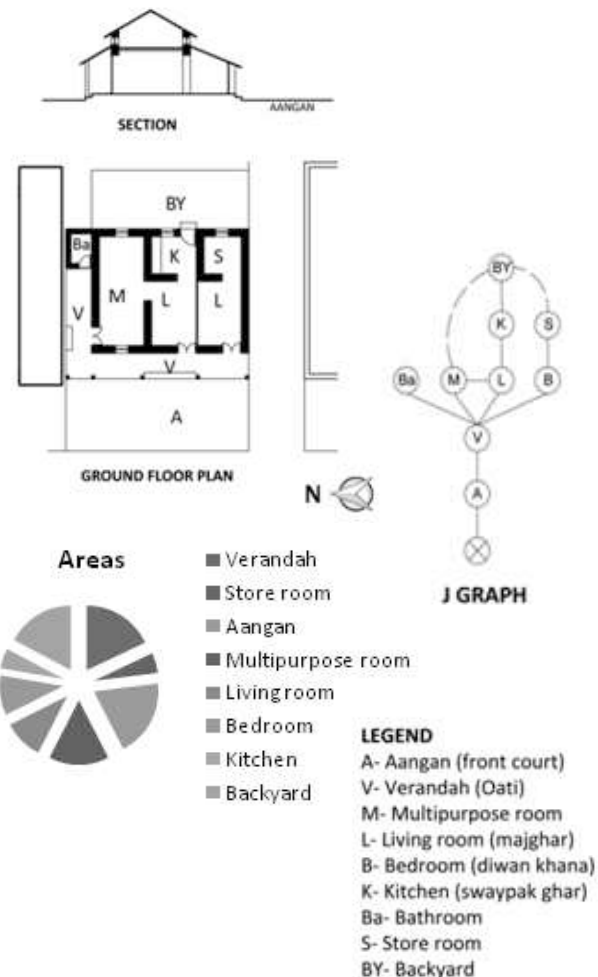 AANGAN
SECTION
BY
Ba
K
S
M
L
L
V
V
A
GROUND FLOOR PLAN
N
BY
K
S
Ba
M
L
B
V
A
J GRAPH
Areas
Verandah
Store room
Aangan
Multipurpose room
Living room
Bedroom
Kitchen
Backyard
LEGEND
A- Aangan (front court)
V- Verandah (Oati)
M- Multipurpose room
L- Living room (majghar)
B- Bedroom (diwan khana)
K- Kitchen (swaypak ghar)
Ba- Bathroom
S- Store room
BY- Backyard